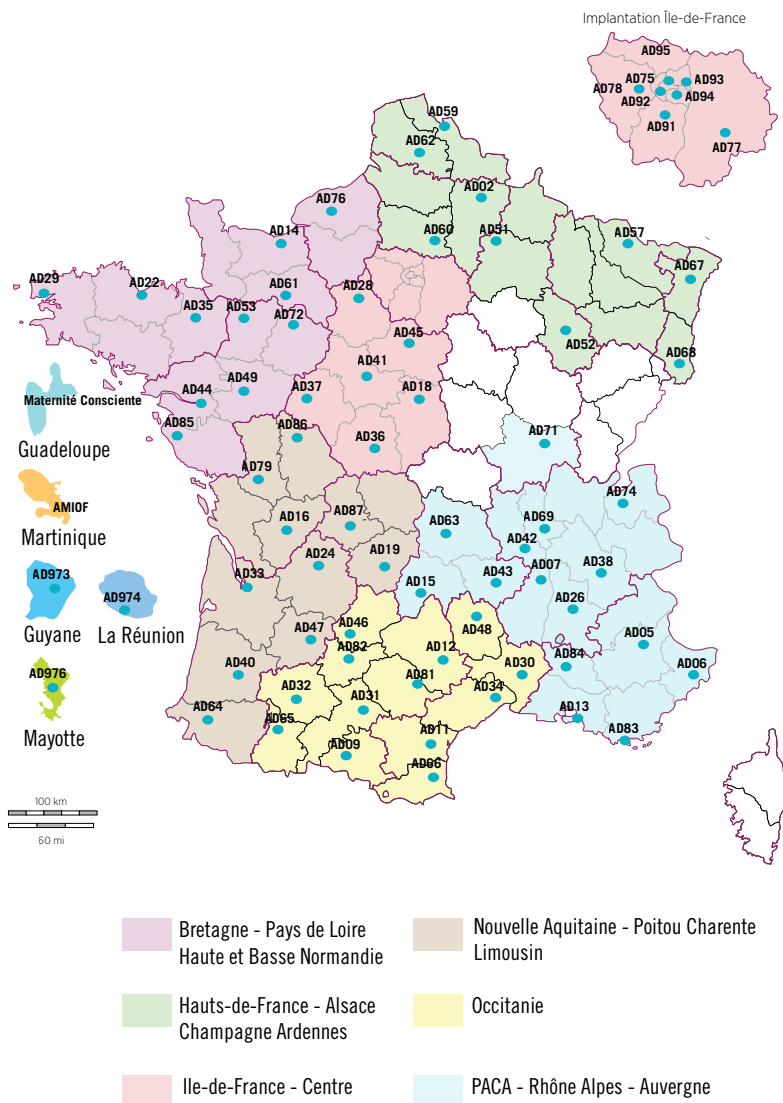 Implantation Île-de-France
AD95
AD75
AD93
AD78
AD92
AD94
AD91
AD77
AD59
AD62
AD76
AD02
AD14
AD60
AD51
AD57
AD29
AD22
AD61
AD28
AD67
AD35
AD53
AD72
AD45
AD52
AD68
AD41
Maternité Consciente
AD44
AD49
AD37
AD18
Guadeloupe
AD85
AD86
AD36
AD71
AD79
AD74
AMIOF
Martinique
AD16
AD87
AD63
AD69
AD42
AD973
AD974
AD33
AD24
AD19
AD15
AD43
AD07
AD38
AD26
Guyane
La Réunion
AD47
AD46
AD48
AD05
AD976
AD40
AD82
AD12
AD81
AD30
AD84
AD06
AD32
AD31
AD34
Mayotte
AD64
AD65
AD09
AD11
AD13
AD83
AD66
100 km
60 mi
Bretagne - Pays de Loire
Haute et Basse Normandie
Nouvelle Aquitaine - Poitou Charente
Limousin
Hauts-de-France - Alsace
Champagne Ardennes
Occitanie
Ile-de-France - Centre
PACA - Rhône Alpes - Auvergne